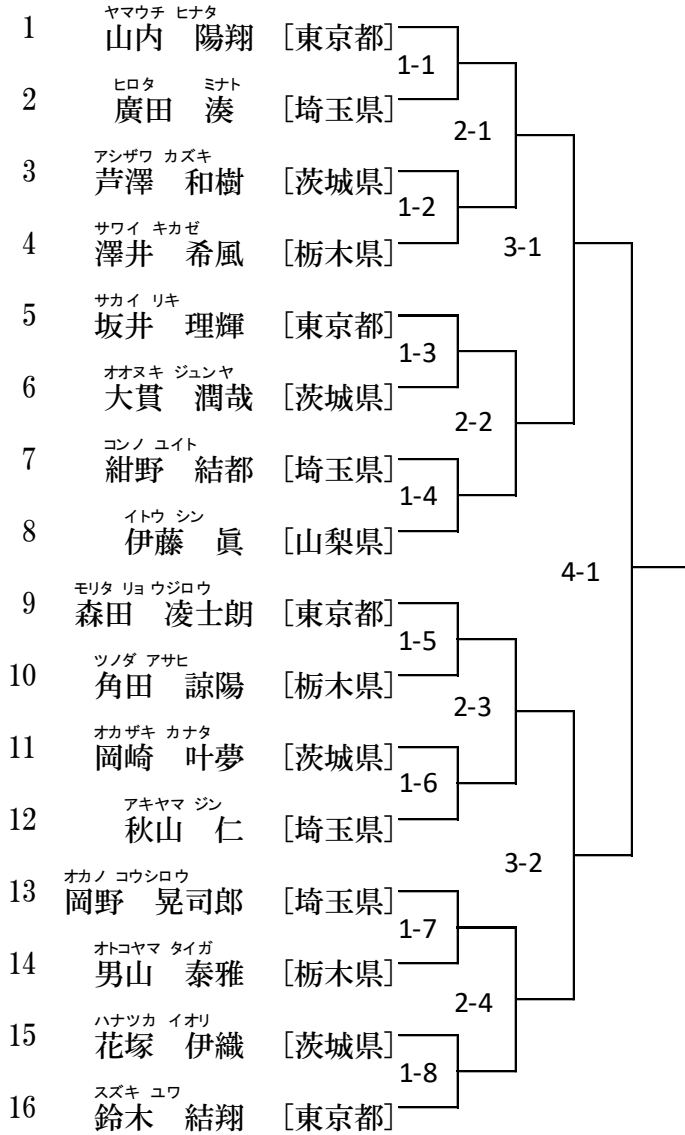 ヤマウチ ヒナタ
1 山内 陽翔 [東京都]
1-1
ヒロタ ミナト
2 廣田 湊 [埼玉県]
2-1
アシザワ カズキ
3 芦澤 和樹 [茨城県]
1-2
サワイ キカゼ
4 澤井 希風 [栃木県]
3-1
サカイ リキ
5 坂井 理輝 [東京都]
1-3
オオヌキ ジュンヤ
6 大貫 潤哉 [茨城県]
2-2
コンノ ユイト
7 紺野 結都 [埼玉県]
1-4
イトウ シン
8 伊藤 眞 [山梨県]
4-1
モリタ リョウジロウ
9 森田 凌士朗 [東京都]
1-5
ツノダ アサヒ
10 角田 諒陽 [栃木県]
2-3
オカザキ カナタ
11 岡崎 叶夢 [茨城県]
1-6
アキヤマ ジン
12 秋山 仁 [埼玉県]
3-2
オカノ コウシロウ
13 岡野 晃司郎 [埼玉県]
1-7
オトコヤマ タイガ
14 男山 泰雅 [栃木県]
2-4
ハナツカ イオリ
15 花塚 伊織 [茨城県]
1-8
スズキ ユワ
16 鈴木 結翔 [東京都]